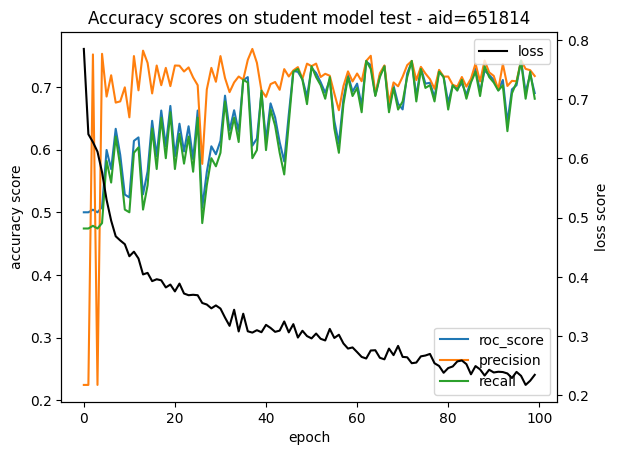 Accuracy scores on student model test - aid=651814
loss
0.8
0.7
0.6
0.5
0.4
0.3
0.2
loss score
0.7
0.6
0.5
0.4
0.3
0.2
accuracy score
roc_score
precision
recall
0
20
40
60
80
100
epoch